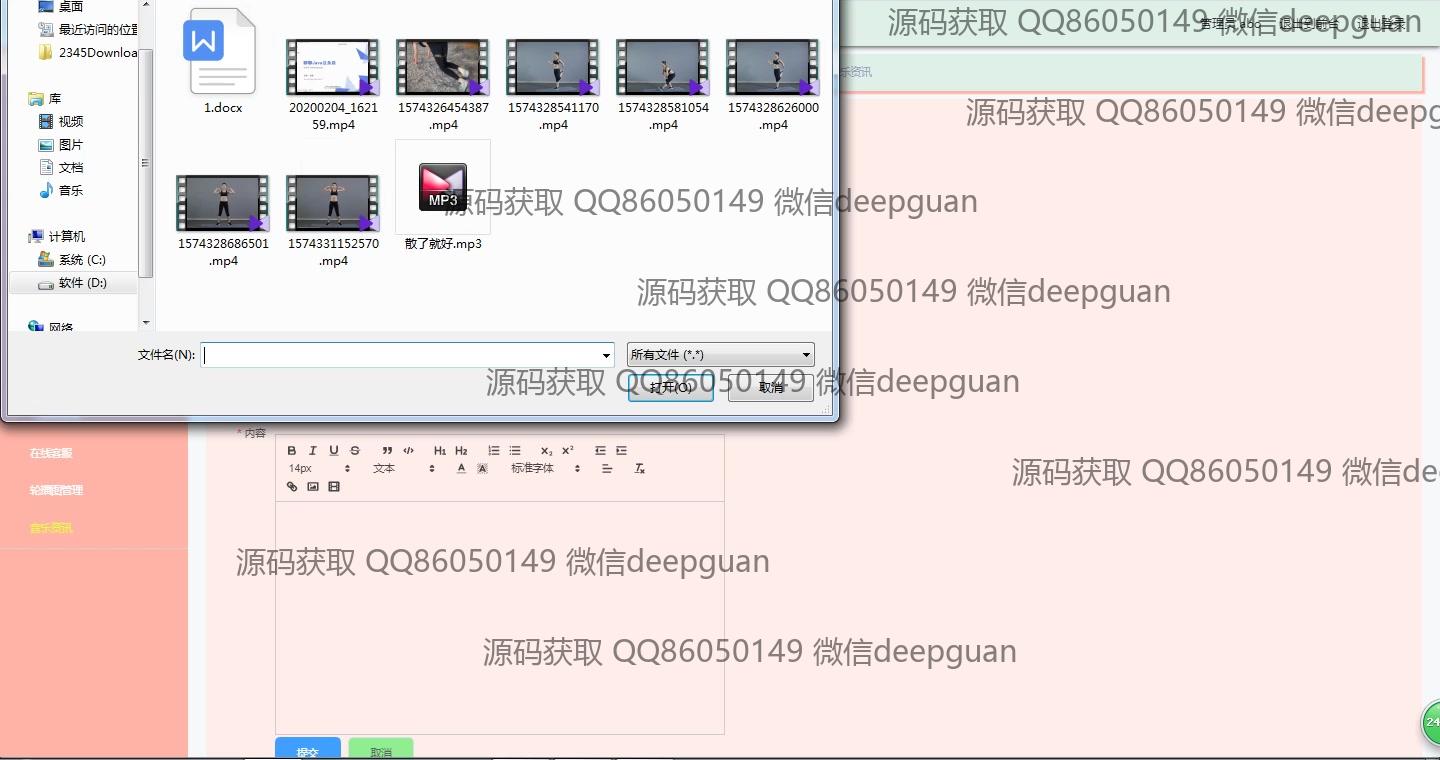 桌面
最近访问的位置
2345Downloa
库
视频
图片
文档
音乐
计算机
系统 (C:)
软件 (D:)
网络
1.docx
20200204_1621
59.mp4
1574326454387
.mp4
1574328541170
.mp4
1574328581054
.mp4
1574328626000
.mp4
1574328686501
.mp4
1574331152570
.mp4
MP3
散了就好.mp3
文件名(N):
所有文件 (*.*)
打开(O)
取消
管理员 abo
退出到前台
退出登录
乐资讯
在线客服
轮播图管理
音乐资讯
* 内容
B I U S H1 H2 X₂ X²
14px 文本 A A 标准字体
提交
取消
24
源码获取 QQ86050149 微信deepguan
源码获取 QQ86050149 微信deepg
源码获取 QQ86050149 微信deepguan
源码获取 QQ86050149 微信deepguan
源码获取 QQ86050149 微信deepguan
源码获取 QQ86050149 微信de
源码获取 QQ86050149 微信deepguan
源码获取 QQ86050149 微信deepguan